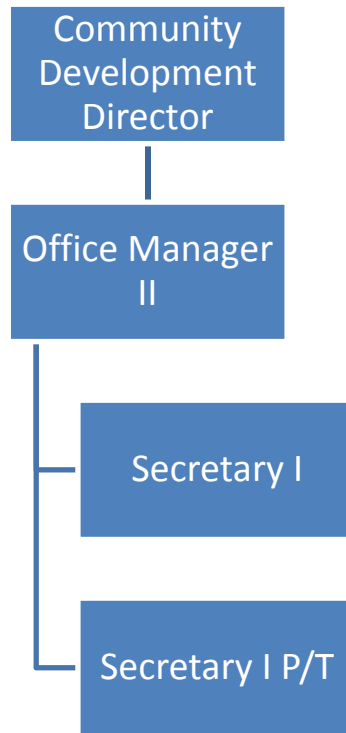 Community
Development
Director
Office Manager
II
Secretary I
Secretary I P/T